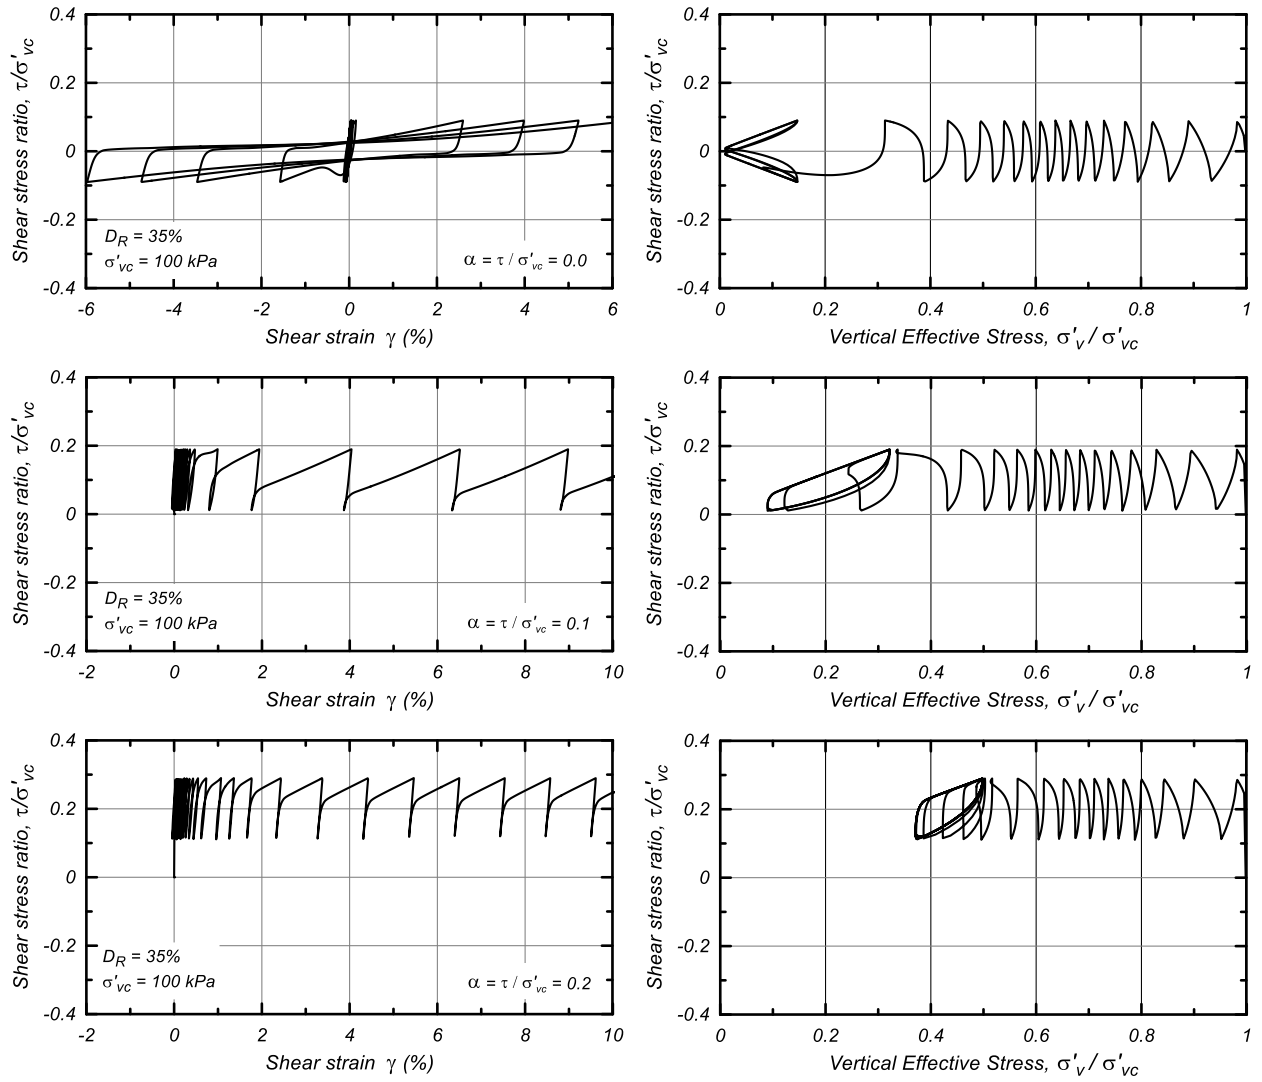 0.4
0.2
0
-0.2
-0.4
Shear stress ratio, τ/σ'vc
DR = 35%
σ'vc = 100 kPa
α = τ / σ'vc = 0.0
-6 -4 -2 0 2 4 6
Shear strain γ (%)
0.4
0.2
0
-0.2
-0.4
Shear stress ratio, τ/σ'vc
0 0.2 0.4 0.6 0.8 1
Vertical Effective Stress, σ'v / σ'vc
0.4
0.2
0
-0.2
-0.4
Shear stress ratio, τ/σ'vc
DR = 35%
σ'vc = 100 kPa
α = τ / σ'vc = 0.1
-2 0 2 4 6 8 10
Shear strain γ (%)
0.4
0.2
0
-0.2
-0.4
Shear stress ratio, τ/σ'vc
0 0.2 0.4 0.6 0.8 1
Vertical Effective Stress, σ'v / σ'vc
0.4
0.2
0
-0.2
-0.4
Shear stress ratio, τ/σ'vc
DR = 35%
σ'vc = 100 kPa
α = τ / σ'vc = 0.2
-2 0 2 4 6 8 10
Shear strain γ (%)
0.4
0.2
0
-0.2
-0.4
Shear stress ratio, τ/σ'vc
0 0.2 0.4 0.6 0.8 1
Vertical Effective Stress, σ'v / σ'vc